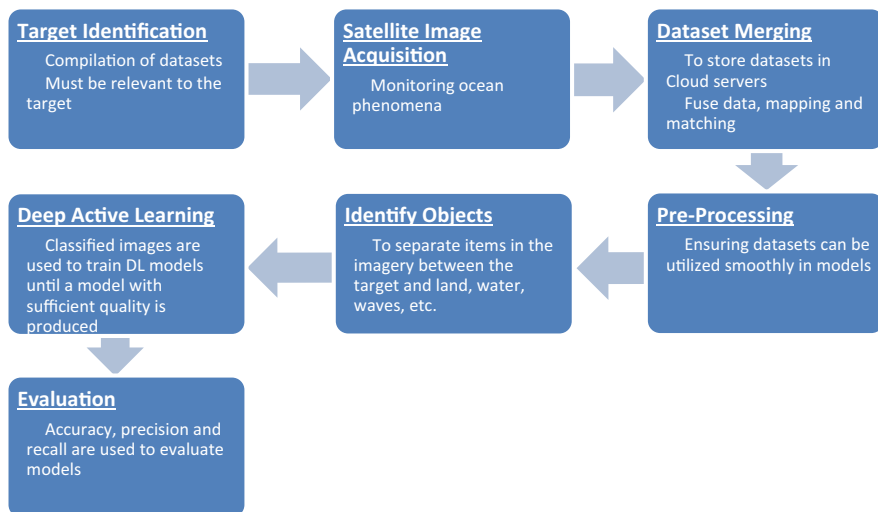 Target Identification
Compilation of datasets
Must be relevant to the
target
Satellite Image
Acquisition
Monitoring ocean
phenomena
Dataset Merging
To store datasets in
Cloud servers
Fuse data, mapping and
matching
Pre-Processing
Ensuring datasets can be
utilized smoothly in models
Identify Objects
To separate items in the
imagery between the
target and land, water,
waves, etc.
Deep Active Learning
Classified images are
used to train DL models
until a model with
sufficient quality is
produced
Evaluation
Accuracy, precision and
recall are used to evaluate
models